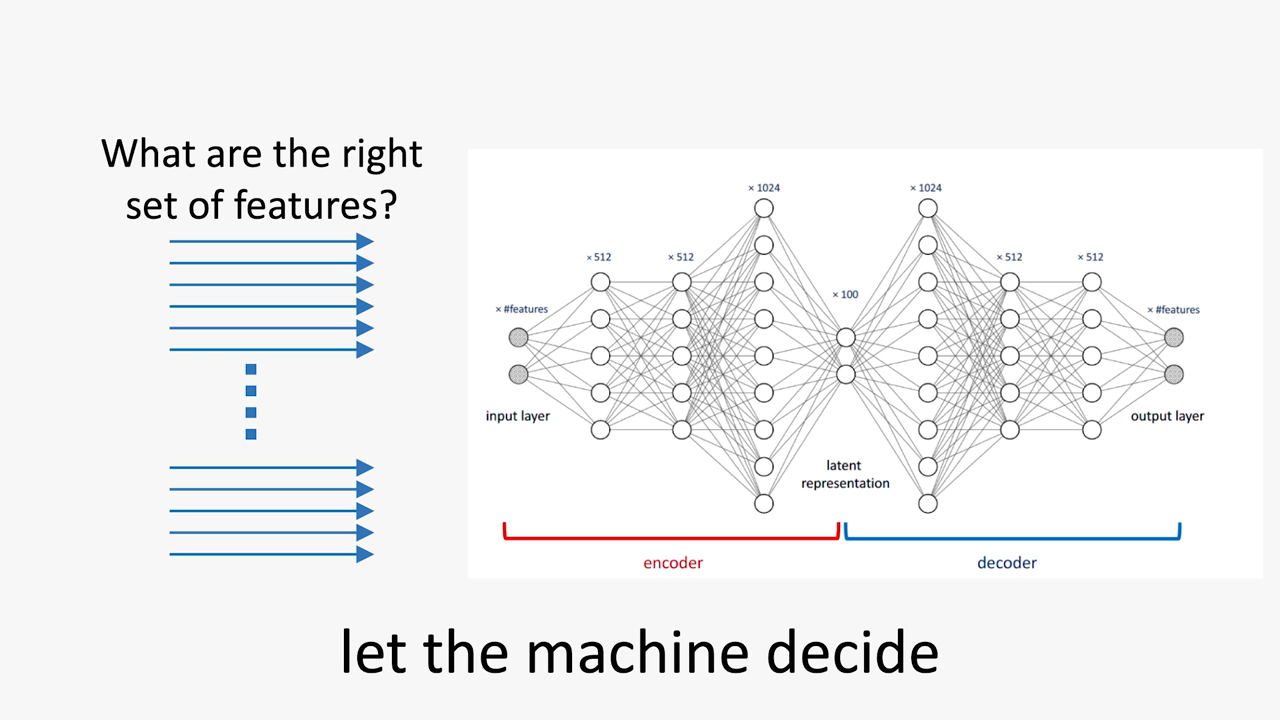 What are the right
set of features?
× 1024
× 1024
× 512
× 512
× 512
× 512
× 100
× #features
× #features
input layer
output layer
latent
representation
encoder
decoder
let the machine decide